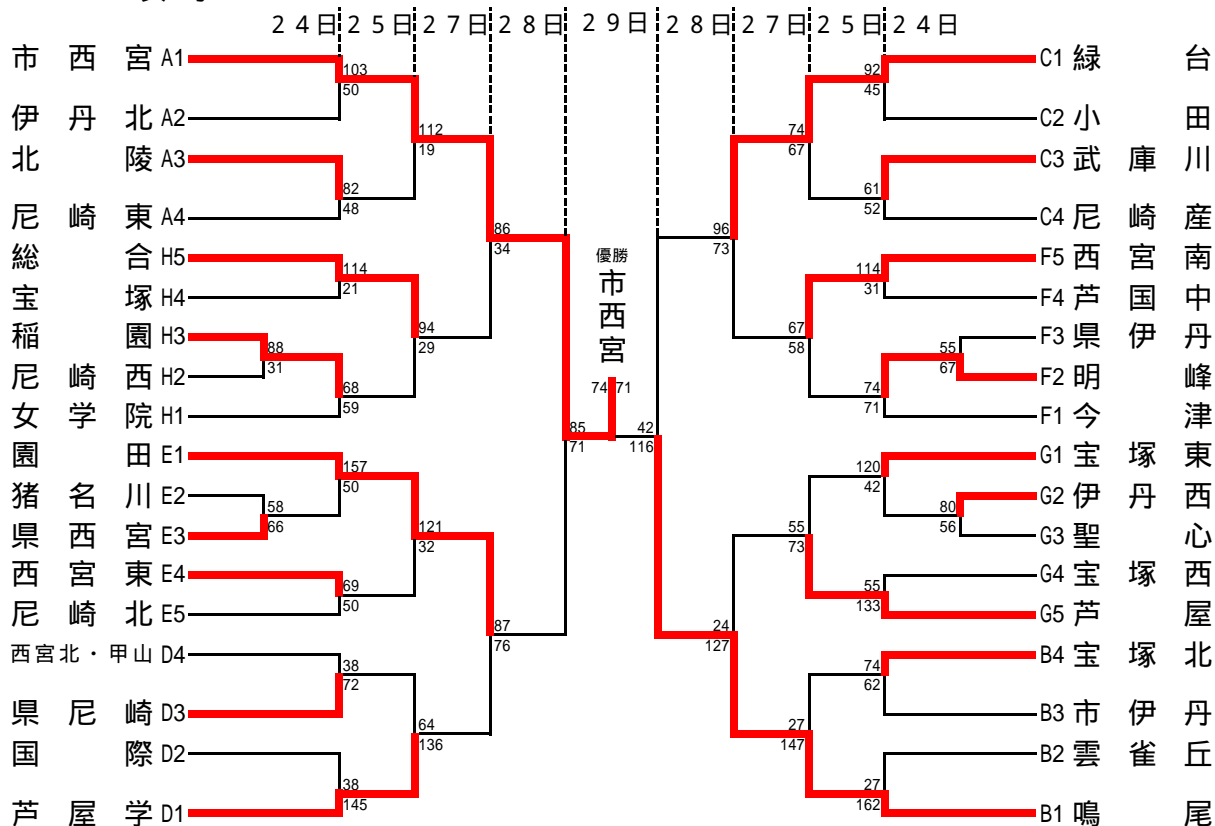 24日 25日 27日 28日 29日 28日 27日 25日 24日
市西宮 A1
伊丹北 A2
北陵 A3
尼崎東 A4
総合 H5
宝塚 H4
稲園 H3
尼崎西 H2
女学院 H1
園田 E1
猪名川 E2
県西宮 E3
西宮東 E4
尼崎北 E5
西宮北・甲山 D4
県尼崎 D3
国際 D2
芦屋学 D1
103
50
82
48
114
21
88
31
68
59
157
50
58
66
69
50
38
72
38
145
112
19
94
29
121
32
64
136
86
34
87
76
85
71
優勝
市西宮
74 71
42
116
96
73
24
127
74
67
67
58
55
73
27
147
92
45
61
52
114
31
55
67
74
71
120
42
80
56
55
133
74
62
27
162
C1 緑台
C2 小田
C3 武庫川
C4 尼崎産
F5 西宮南
F4 芦国中
F3 県伊丹
F2 明峰
F1 今津
G1 宝塚東
G2 伊丹西
G3 聖心
G4 宝塚西
G5 芦屋
B4 宝塚北
B3 市伊丹
B2 雲雀丘
B1 鳴尾